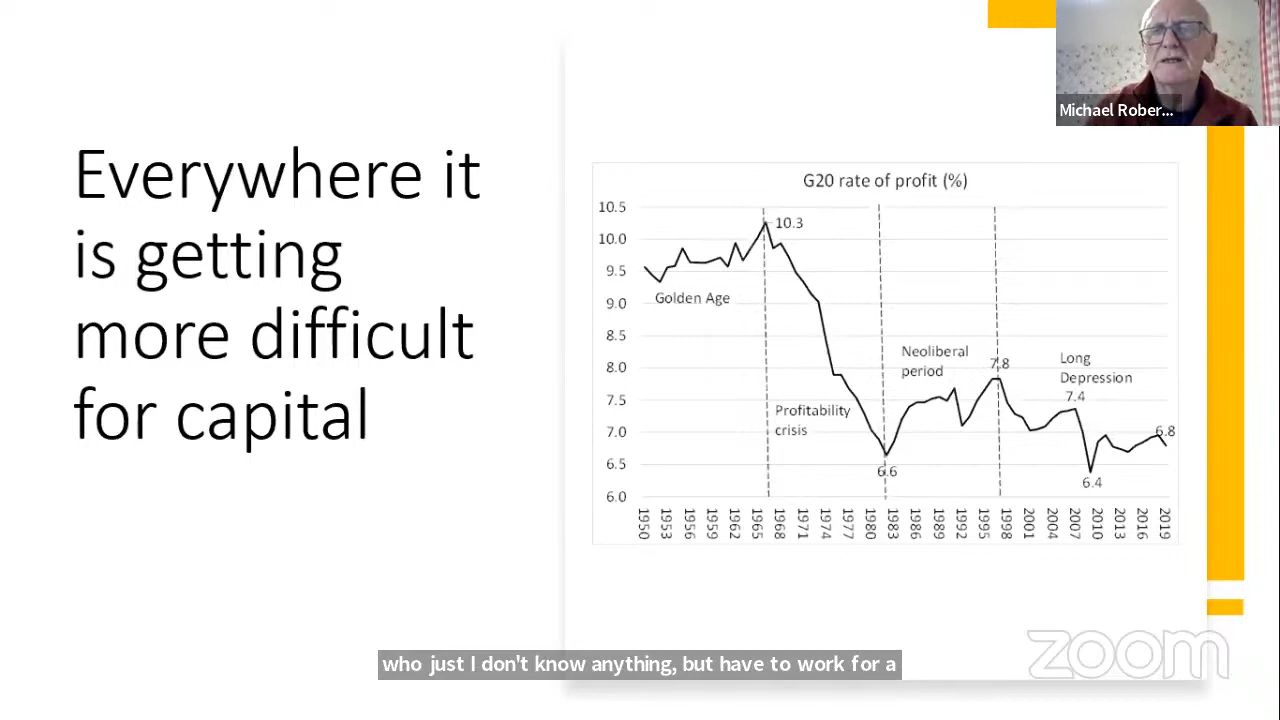 Everywhere it
is getting
more difficult
for capital
Michael Rober...
G20 rate of profit (%)
10.5
10.0
9.5
9.0
8.5
8.0
7.5
7.0
6.5
6.0
10.3
Golden Age
Profitability
crisis
6.6
Neoliberal
period
7.8
Long
Depression
7.4
6.4
6.8
1950
1953
1956
1959
1962
1965
1968
1971
1974
1977
1980
1983
1986
1989
1992
1995
1998
2001
2004
2007
2010
2013
2016
2019
who just I don't know anything, but have to work for a
zoom